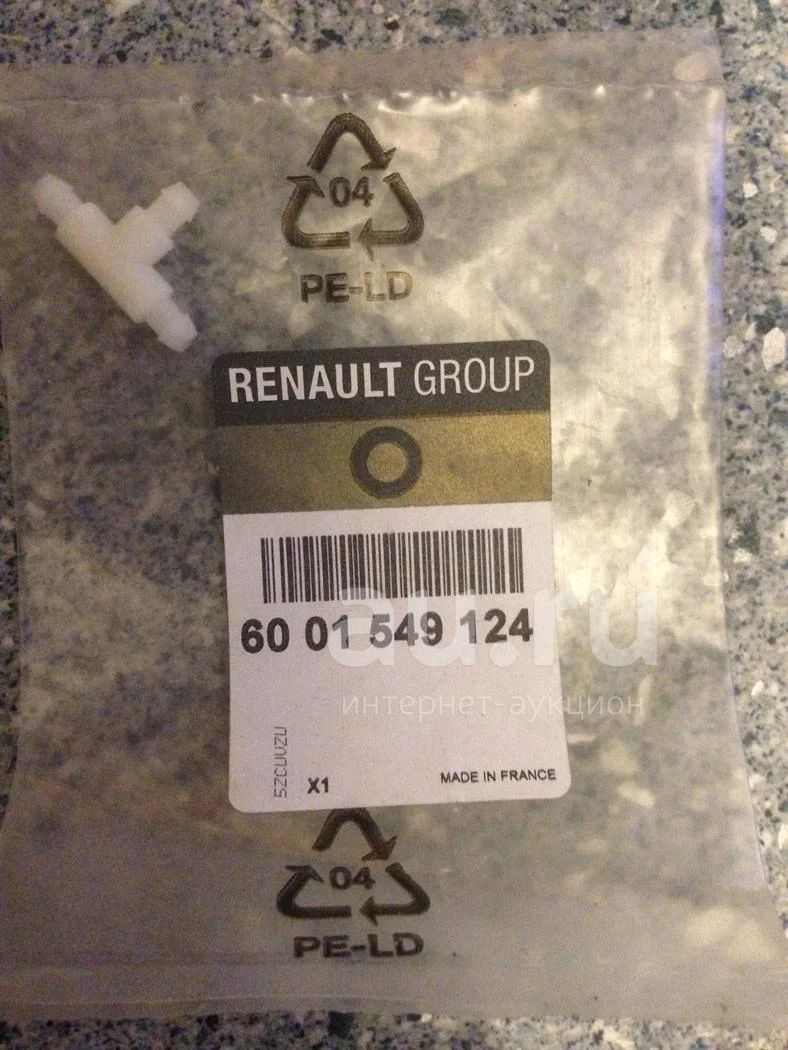 04
PE-LD
RENAULT GROUP
60 01 549 124
au.ru
интернет-аукцион
X1
MADE IN FRANCE
04
PE-LD